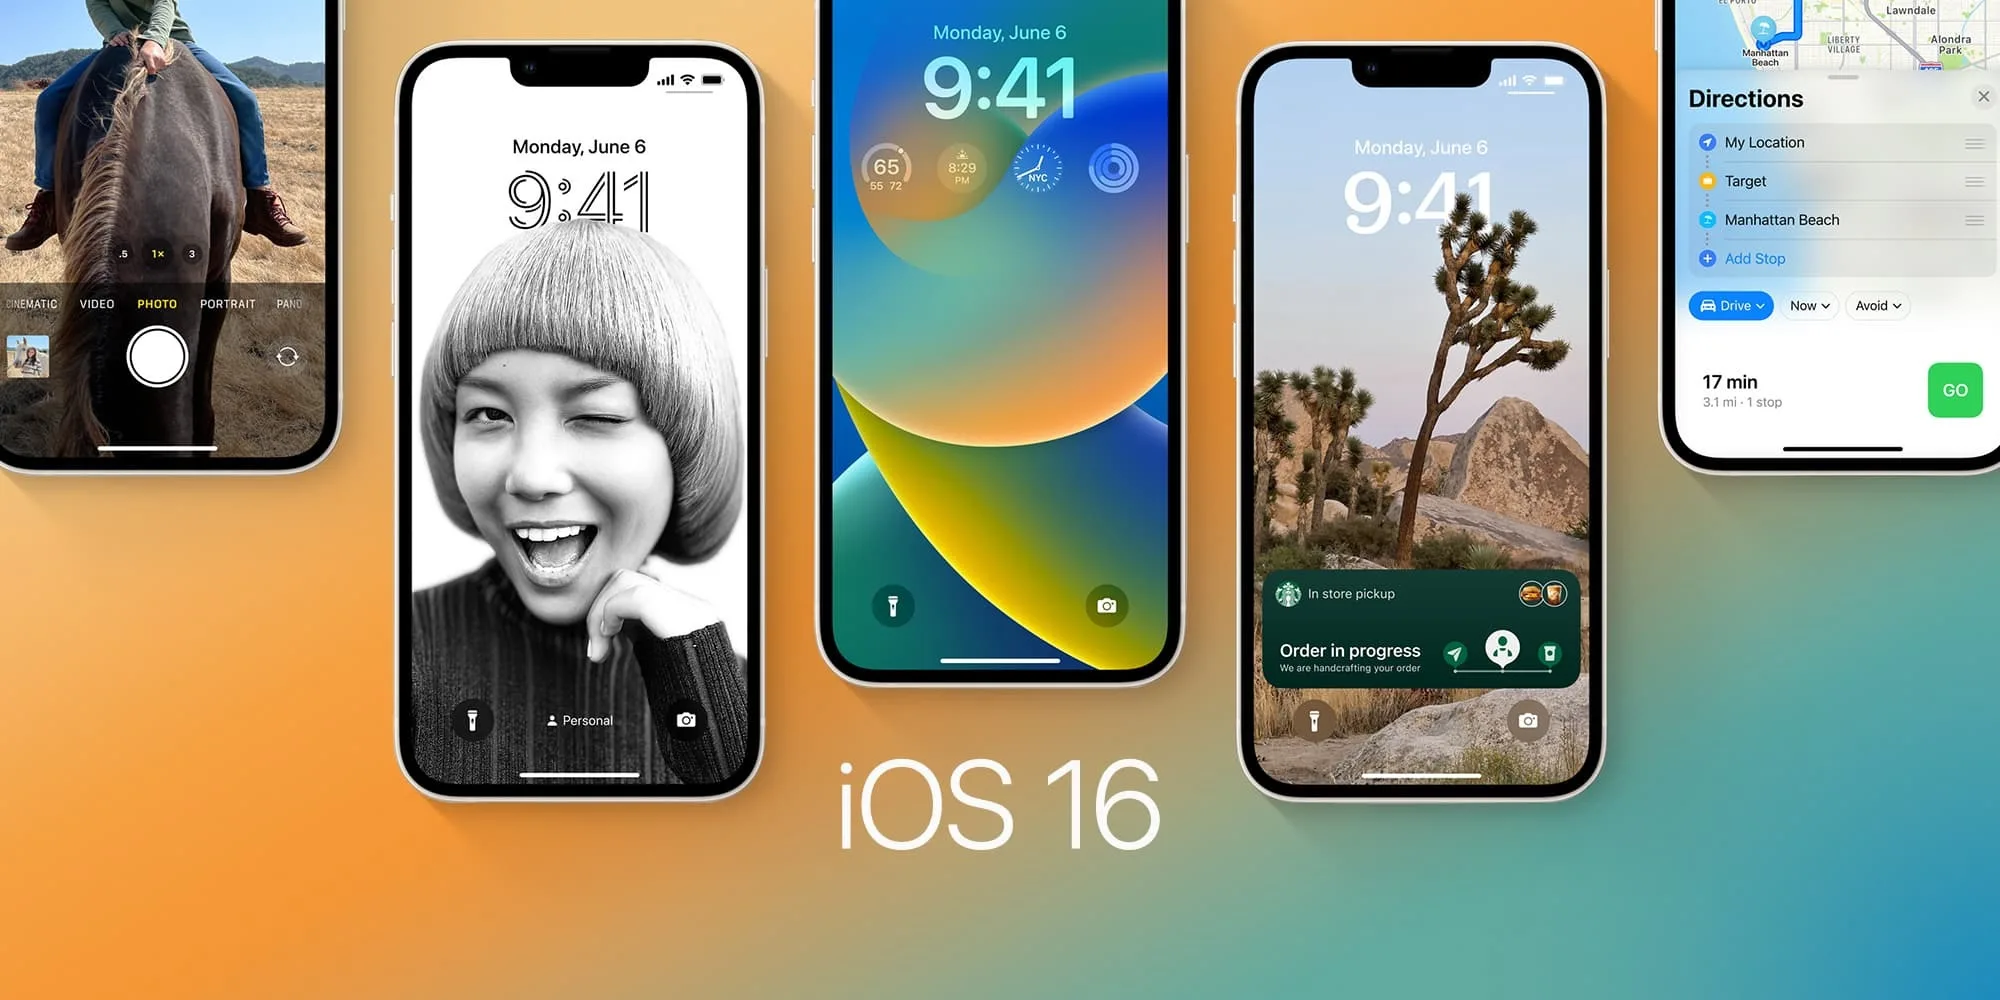 .5 1× 3
CINEMATIC VIDEO PHOTO PORTRAIT PANO
Monday, June 6
9:41
Personal
Monday, June 6
9:41
65
55 72
8:29
PM
NYC
Monday, June 6
9:41
In store pickup
Order in progress
We are handcrafting your order
Lawndale
LIBERTY
VILLAGE
Alondra
Park
Manhattan
Beach
Directions
My Location
Target
Manhattan Beach
Add Stop
Drive Now Avoid
17 min
3.1 mi · 1 stop
GO
iOS 16